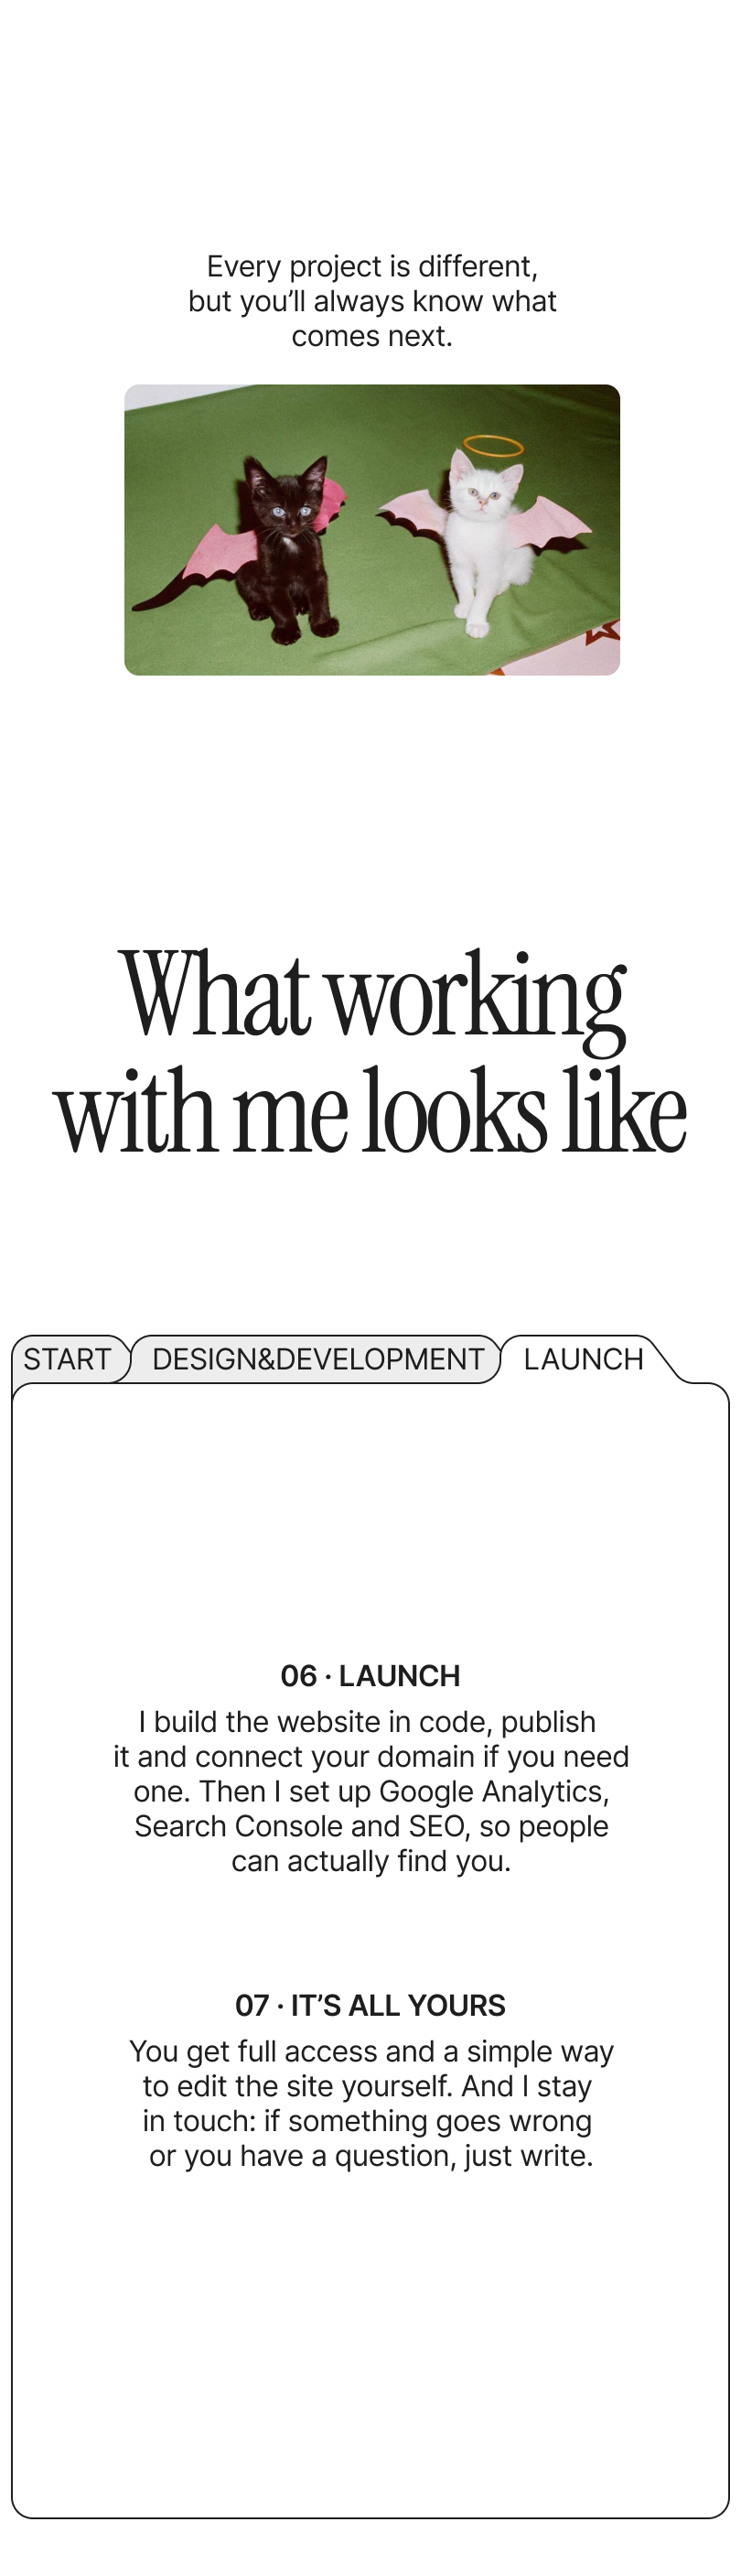 Every project is different,
but you’ll always know what
comes next.
What working
with me looks like
START
DESIGN&DEVELOPMENT
LAUNCH
06 · LAUNCH
I build the website in code, publish
it and connect your domain if you need
one. Then I set up Google Analytics,
Search Console and SEO, so people
can actually find you.
07 · IT’S ALL YOURS
You get full access and a simple way
to edit the site yourself. And I stay
in touch: if something goes wrong
or you have a question, just write.